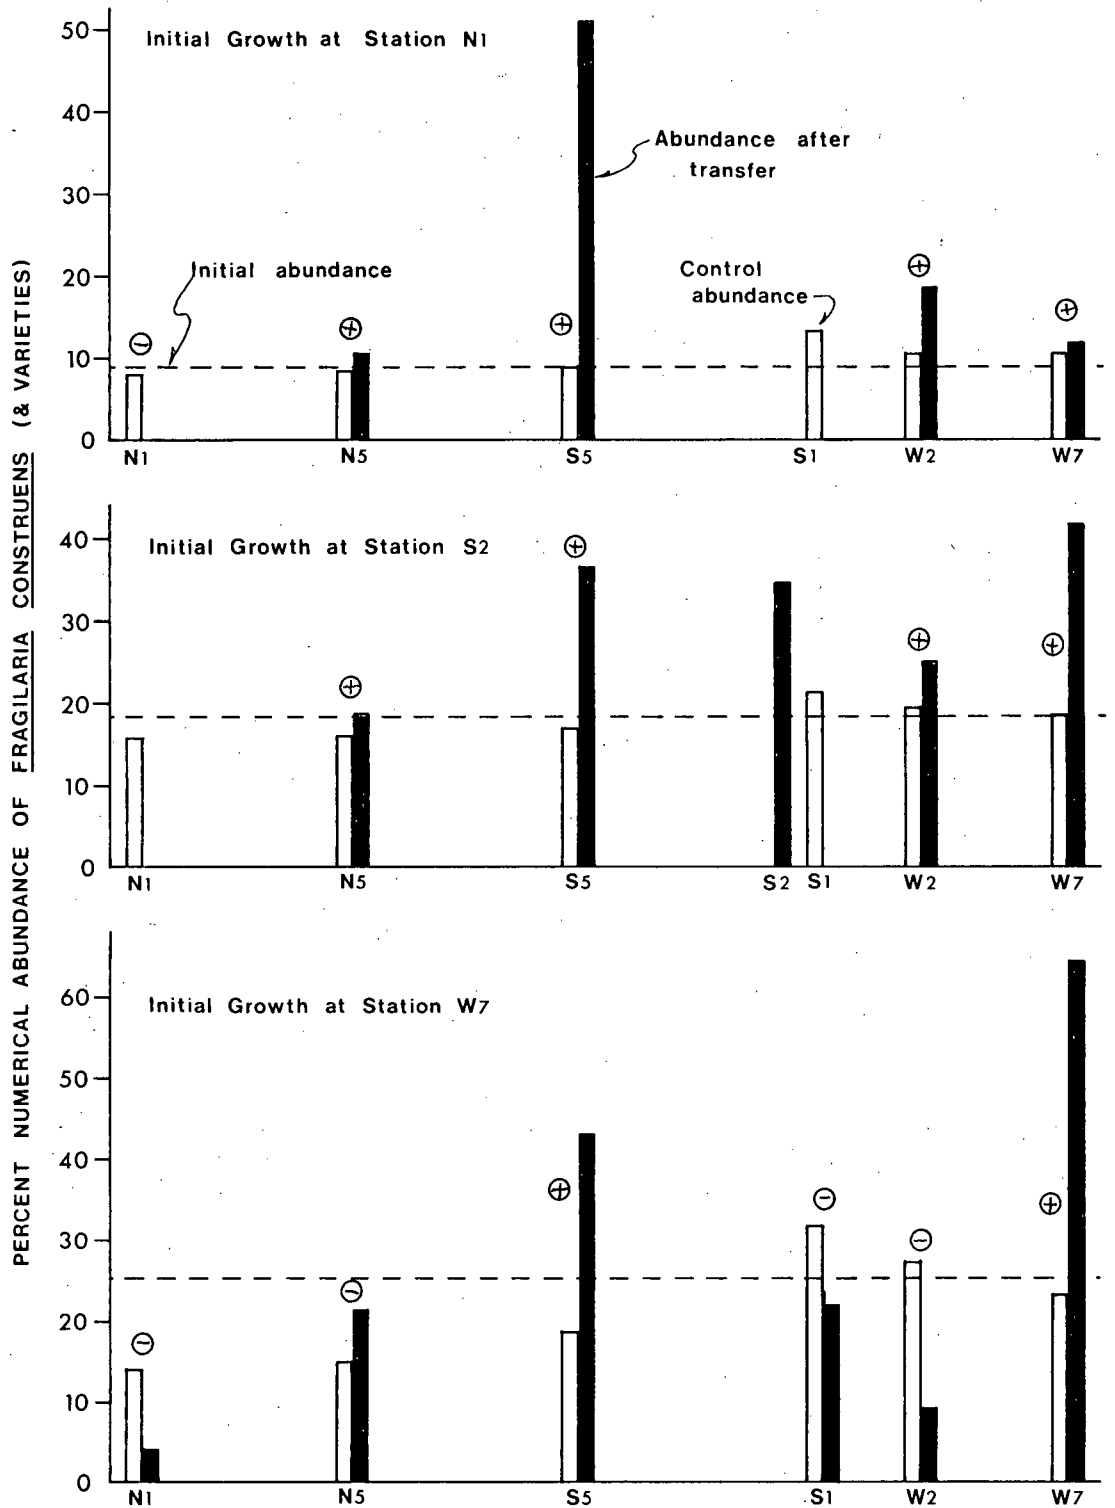 PERCENT NUMERICAL ABUNDANCE OF FRAGILARIA CONSTRUENS (& VARIETIES)
Initial Growth at Station N1
50
40
30
20
10
0
Abundance after
transfer
Initial abundance
Control
abundance
⊖
⊕
⊕
⊕
⊕
N1
N5
S5
S1
W2
W7
Initial Growth at Station S2
40
30
20
10
0
⊕
⊕
⊕
⊕
N1
N5
S5
S2
S1
W2
W7
Initial Growth at Station W7
60
50
40
30
20
10
0
⊖
⊖
⊕
⊖
⊖
⊕
N1
N5
S5
S1
W2
W7